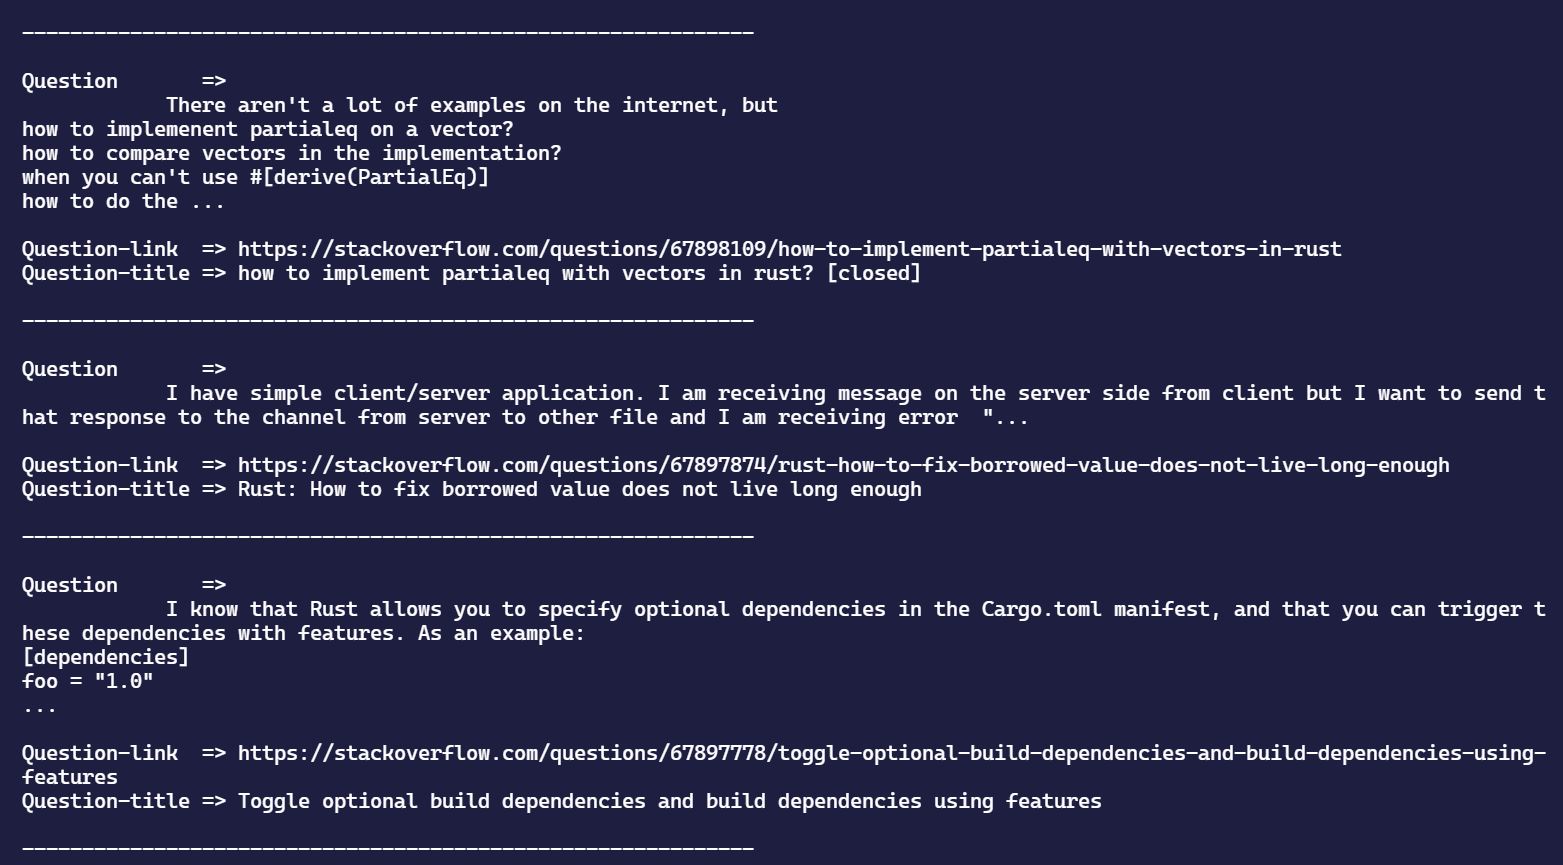 ------------------------------------------------------------- 
Question       =>
            There aren't a lot of examples on the internet, but
how to implemenent partialeq on a vector?
how to compare vectors in the implementation?
when you can't use #[derive(PartialEq)]
how to do the ...
Question-link  => https://stackoverflow.com/questions/67898109/how-to-implement-partialeq-with-vectors-in-rust
Question-title => how to implement partialeq with vectors in rust? [closed]
-------------------------------------------------------------
Question       =>
            I have simple client/server application. I am receiving message on the server side from client but I want to send t
hat response to the channel from server to other file and I am receiving error  "...
Question-link  => https://stackoverflow.com/questions/67897874/rust-how-to-fix-borrowed-value-does-not-live-long-enough
Question-title => Rust: How to fix borrowed value does not live long enough
-------------------------------------------------------------
Question       =>
            I know that Rust allows you to specify optional dependencies in the Cargo.toml manifest, and that you can trigger t
hese dependencies with features. As an example:
[dependencies]
foo = "1.0"
...
Question-link  => https://stackoverflow.com/questions/67897778/toggle-optional-build-dependencies-and-build-dependencies-using-
features
Question-title => Toggle optional build dependencies and build dependencies using features
-------------------------------------------------------------